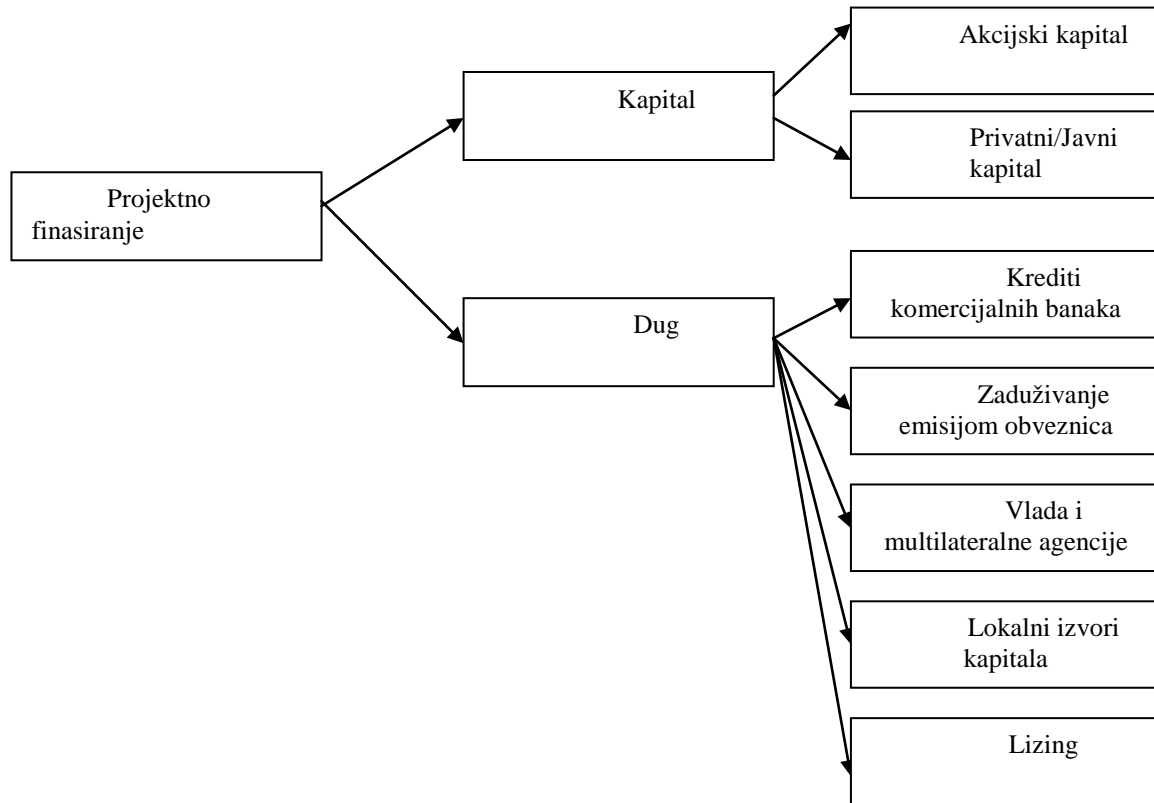 Projektno
finasiranje
Kapital
Akcijski kapital
Privatni/Javni
kapital
Dug
Krediti
komercijalnih banaka
Zaduživanje
emisijom obveznica
Vlada i
multilateralne agencije
Lokalni izvori
kapitala
Lizing